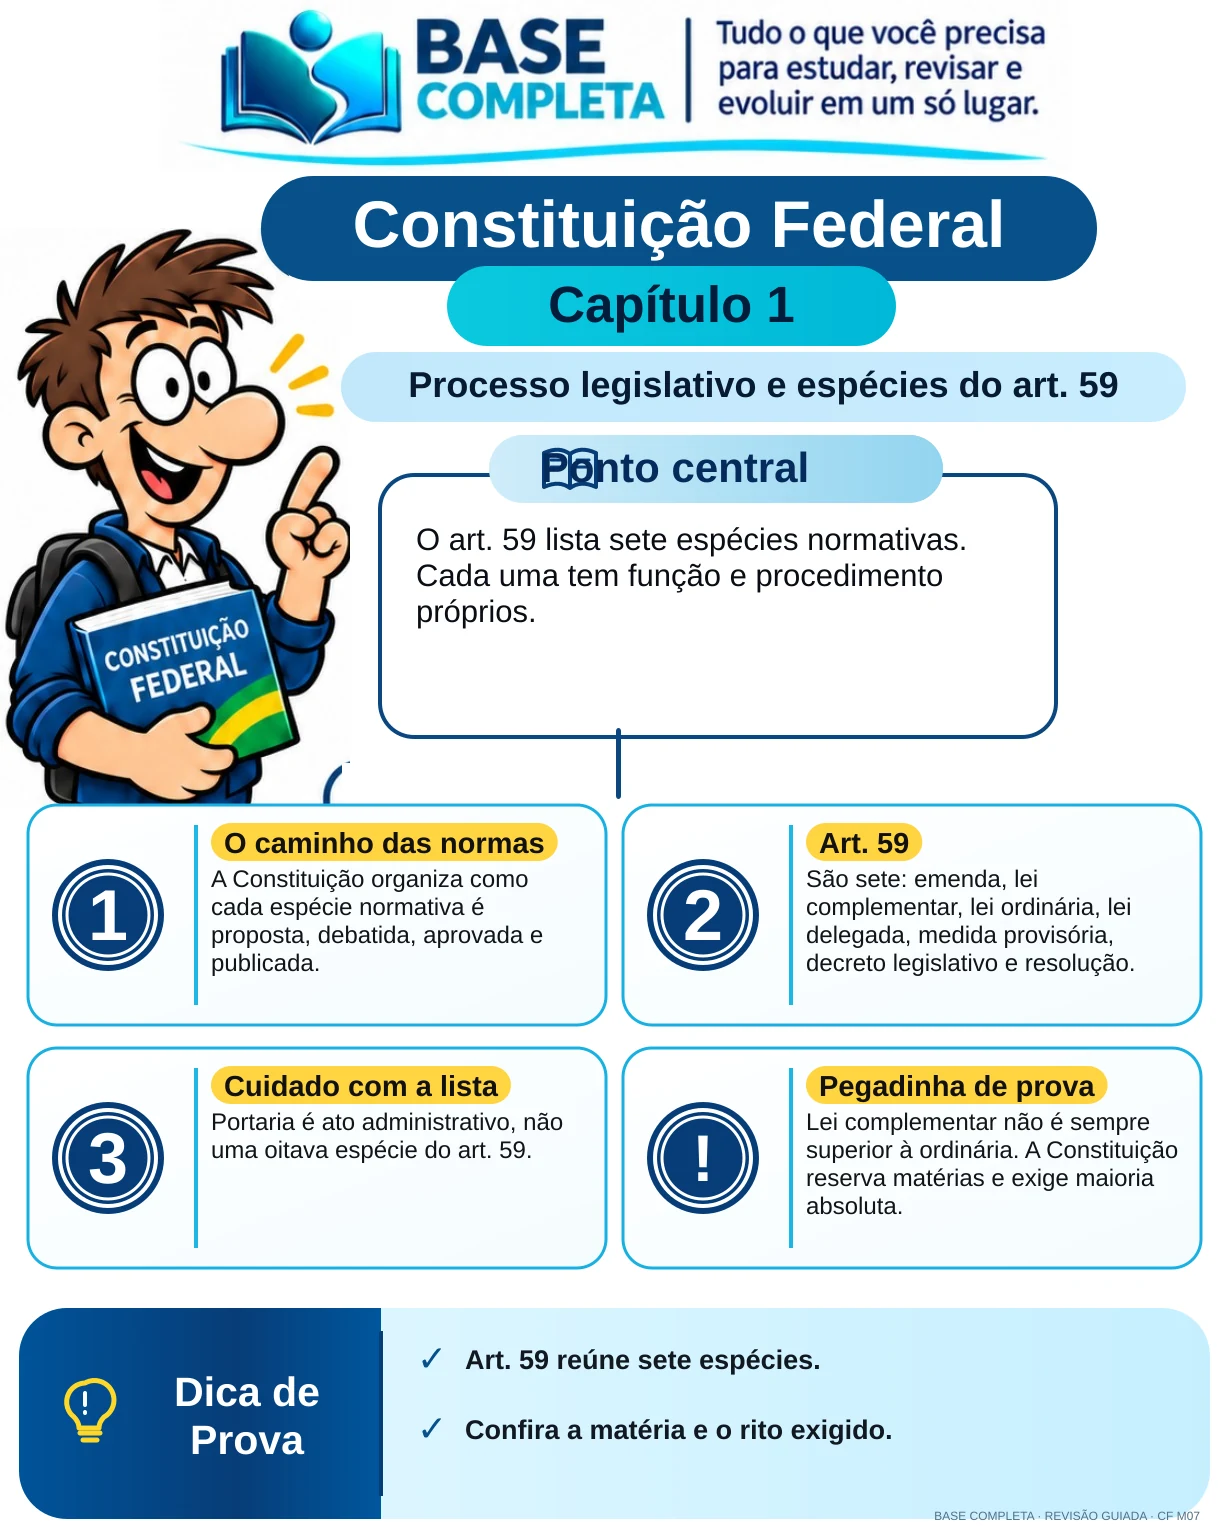 BASE
COMPLETA
Tudo o que você precisa
para estudar, revisar e
evoluir em um só lugar.
Constituição Federal
Capítulo 1
Processo legislativo e espécies do art. 59
Ponto central
O art. 59 lista sete espécies normativas.
Cada uma tem função e procedimento
próprios.
CONSTITUIÇÃO
FEDERAL
1
O caminho das normas
A Constituição organiza como
cada espécie normativa é
proposta, debatida, aprovada e
publicada.
2
Art. 59
São sete: emenda, lei
complementar, lei ordinária, lei
delegada, medida provisória,
decreto legislativo e resolução.
3
Cuidado com a lista
Portaria é ato administrativo, não
uma oitava espécie do art. 59.
!
Pegadinha de prova
Lei complementar não é sempre
superior à ordinária. A Constituição
reserva matérias e exige maioria
absoluta.
Dica de
Prova
✓ Art. 59 reúne sete espécies.
✓ Confira a matéria e o rito exigido.
BASE COMPLETA · REVISÃO GUIADA · CF M07